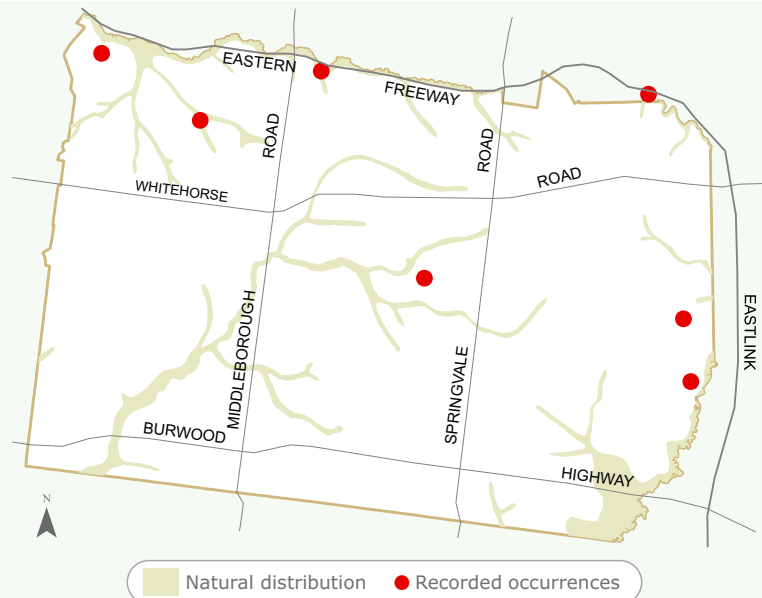 EASTERN
FREEWAY
ROAD
ROAD
WHITEHORSE
ROAD
MIDDLEBOROUGH
SPRINGVALE
EASTLINK
BURWOOD
HIGHWAY
N
Natural distribution
Recorded occurrences